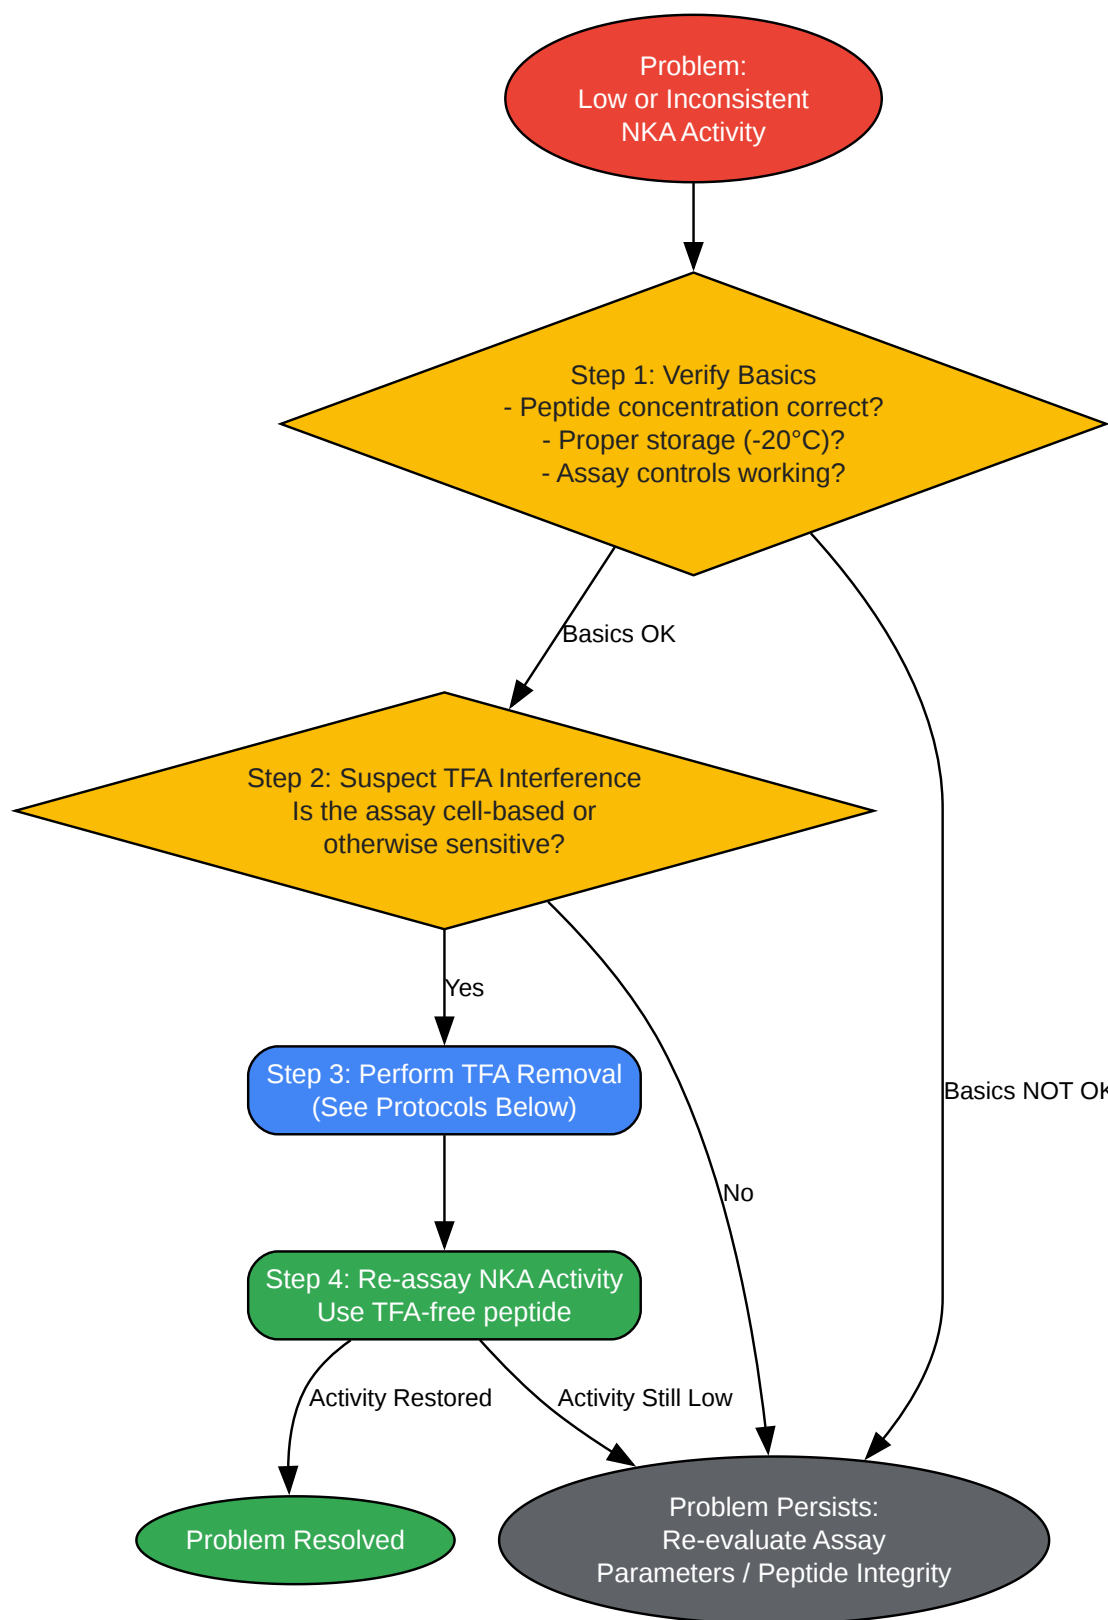 Problem:
Low or Inconsistent
NKA Activity
Step 1: Verify Basics
- Peptide concentration correct?
- Proper storage (-20°C)?
- Assay controls working?
Basics OK
Step 2: Suspect TFA Interference
Is the assay cell-based or
otherwise sensitive?
Yes
Step 3: Perform TFA Removal
(See Protocols Below)
Basics NOT OK
No
Step 4: Re-assay NKA Activity
Use TFA-free peptide
Activity Restored
Activity Still Low
Problem Resolved
Problem Persists:
Re-evaluate Assay
Parameters / Peptide Integrity